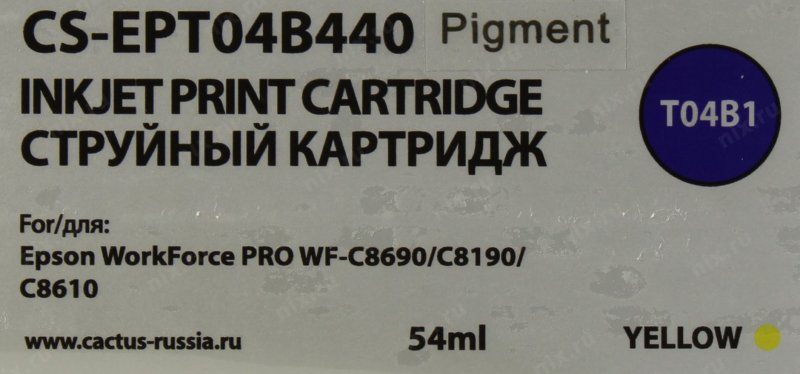 CS-EPT04B440 Pigment
INKJET PRINT CARTRIDGE
T04B1
СТРУЙНЫЙ КАРТРИДЖ
For/для:
Epson WorkForce PRO WF-C8690/C8190/
C8610
www.cactus-russia.ru 54ml YELLOW